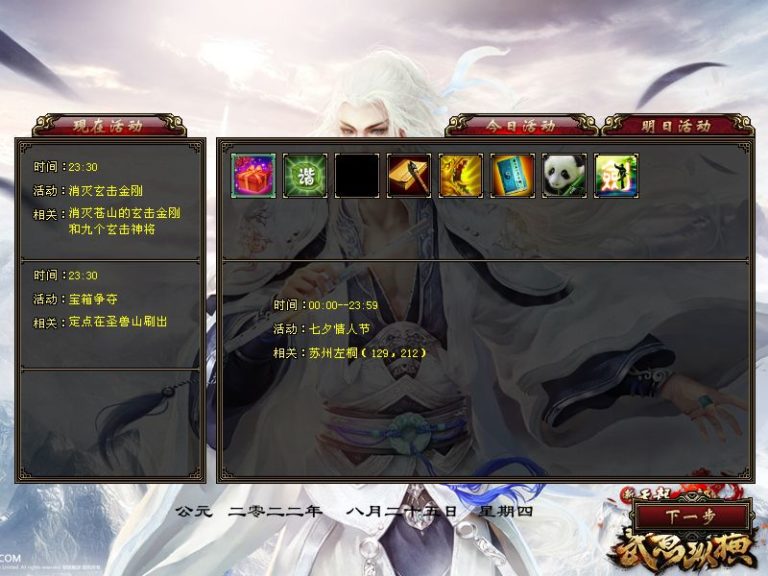 现在活动
今日活动
明日活动
时间:23:30
活动:消灭玄击金刚
相关:消灭苍山的玄击金刚
和九个玄击神将
时间:23:30
活动:宝箱争夺
相关:定点在圣兽山刷出
谐
时间:00:00--23:59
活动:七夕情人节
相关:苏州左桐(129,212)
公元 二零二二年 八月二十五日 星期四
下一步
.COM